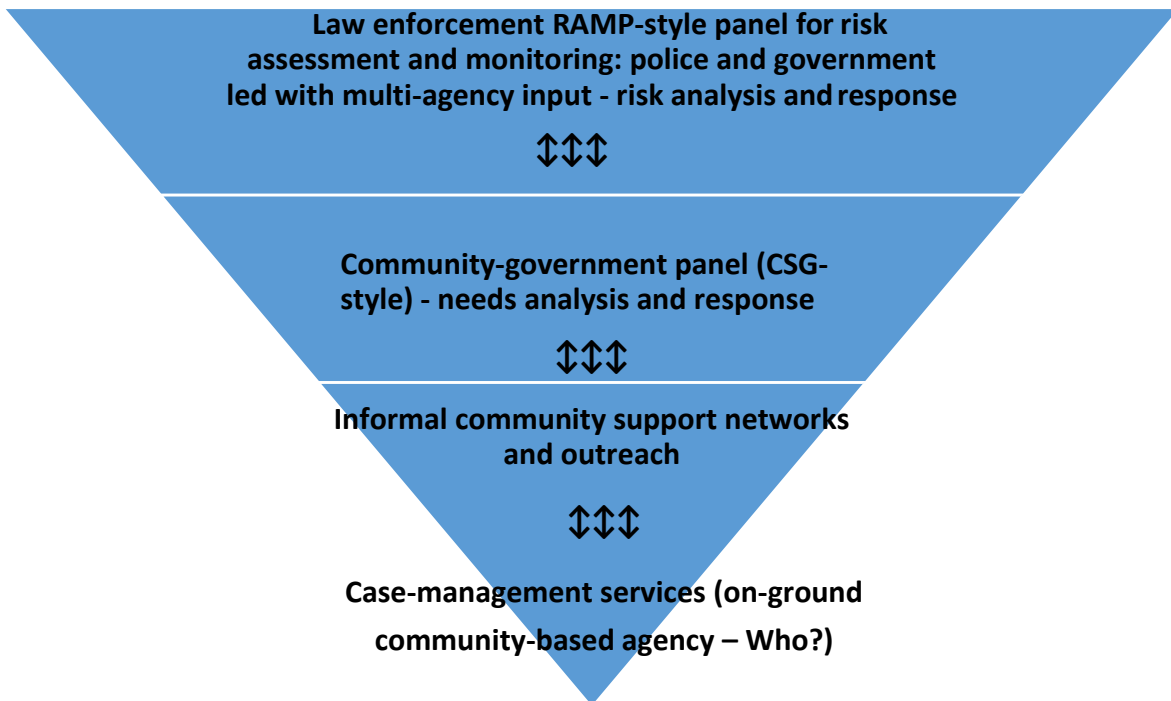 Law enforcement RAMP-style panel for risk
assessment and monitoring: police and government
led with multi-agency input - risk analysis and response
↕↕↕
Community-government panel (CSG-
style) - needs analysis and response
↕↕↕
Informal community support networks
and outreach
↕↕↕
Case-management services (on-ground
community-based agency – Who?)